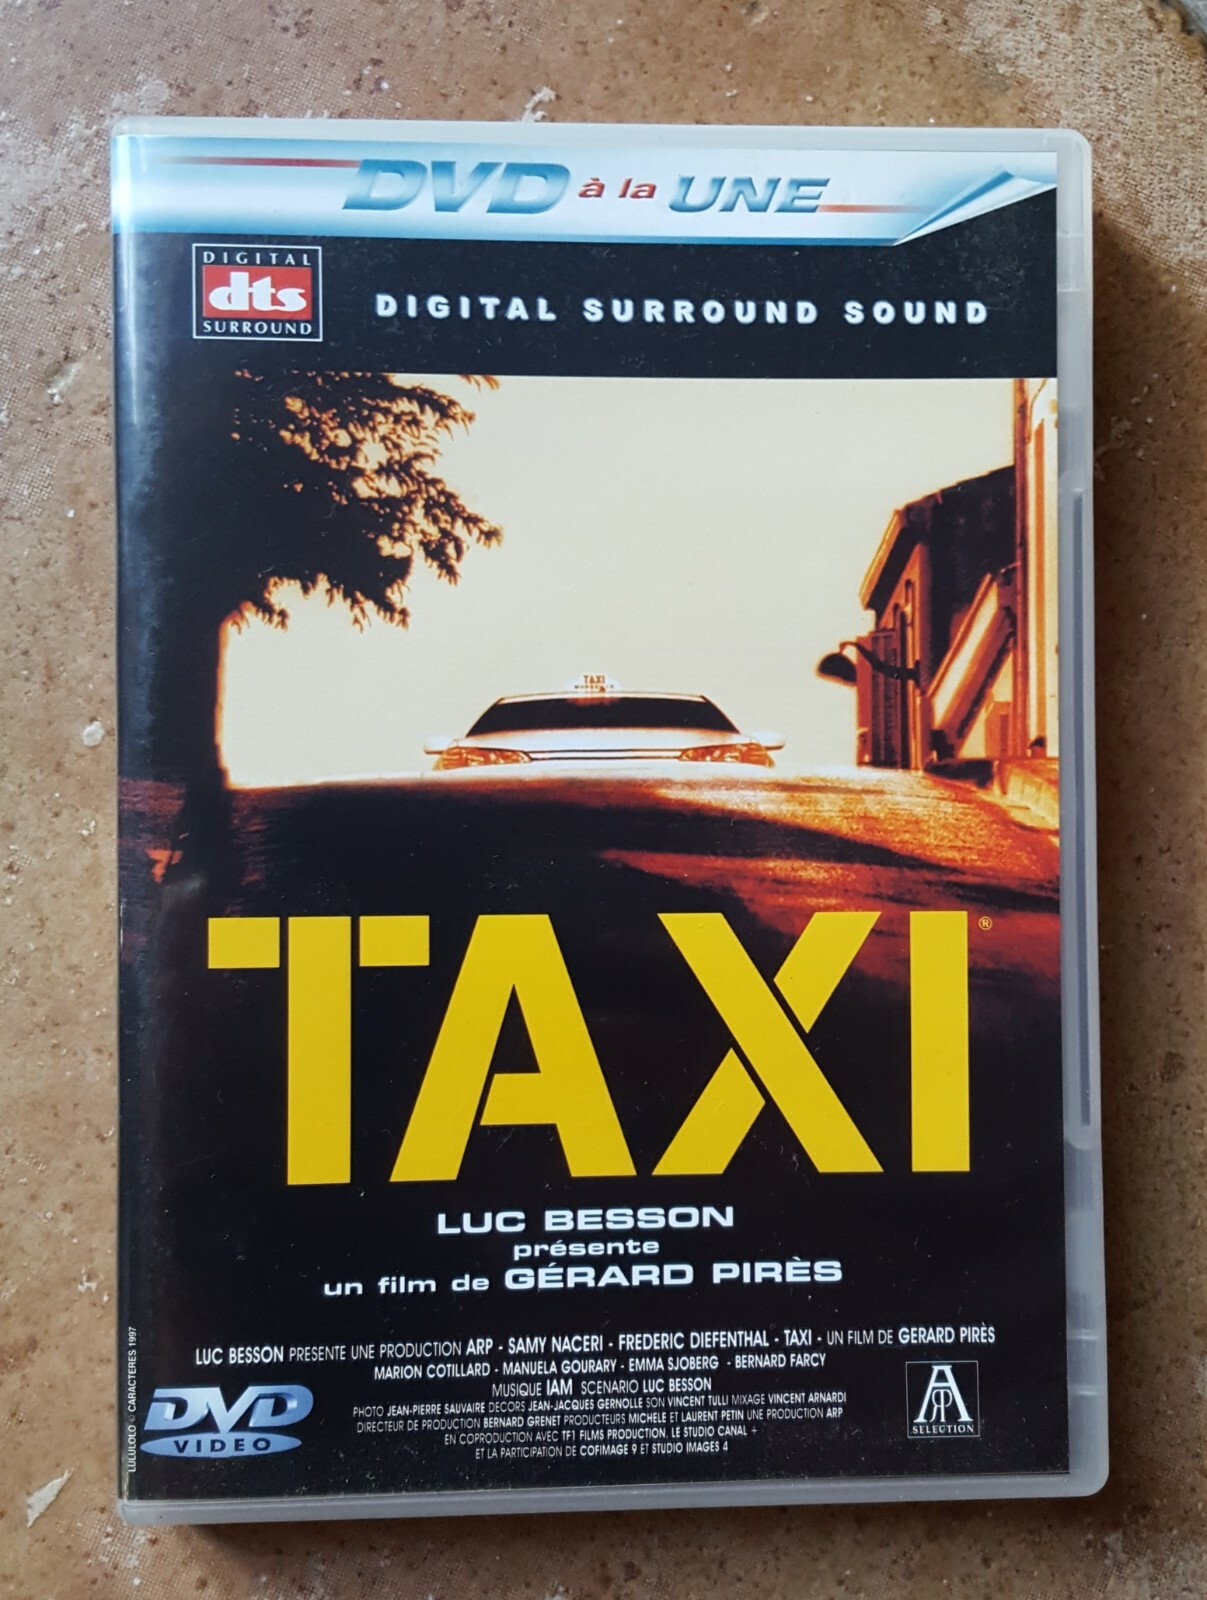 DVD à la UNE
DIGITAL
dts
SURROUND
DIGITAL SURROUND SOUND
TAXI
TAXI ®
LUC BESSON
présente
un film de GÉRARD PIRÈS
LUC BESSON PRESENTE UNE PRODUCTION ARP - SAMY NACERI - FREDERIC DIEFENTHAL - TAXI - UN FILM DE GERARD PIRÈS
MARION COTILLARD - MANUELA GOURARY - EMMA SJOBERG - BERNARD FARCY
MUSIQUE IAM SCENARIO LUC BESSON
PHOTO JEAN-PIERRE SAUVAIRE DECORS JEAN-JACQUES GERNOLLE SON VINCENT TULLI MIXAGE VINCENT ARNARDI
DIRECTEUR DE PRODUCTION BERNARD GRENET PRODUCTEURS MICHELE ET LAURENT PETIN UNE PRODUCTION ARP
EN COPRODUCTION AVEC TF1 FILMS PRODUCTION, LE STUDIO CANAL +
ET LA PARTICIPATION DE COFIMAGE 9 ET STUDIO IMAGES 4
DVD
VIDEO
ARP
SELECTION
LULULOLO © CARACTERES 1997